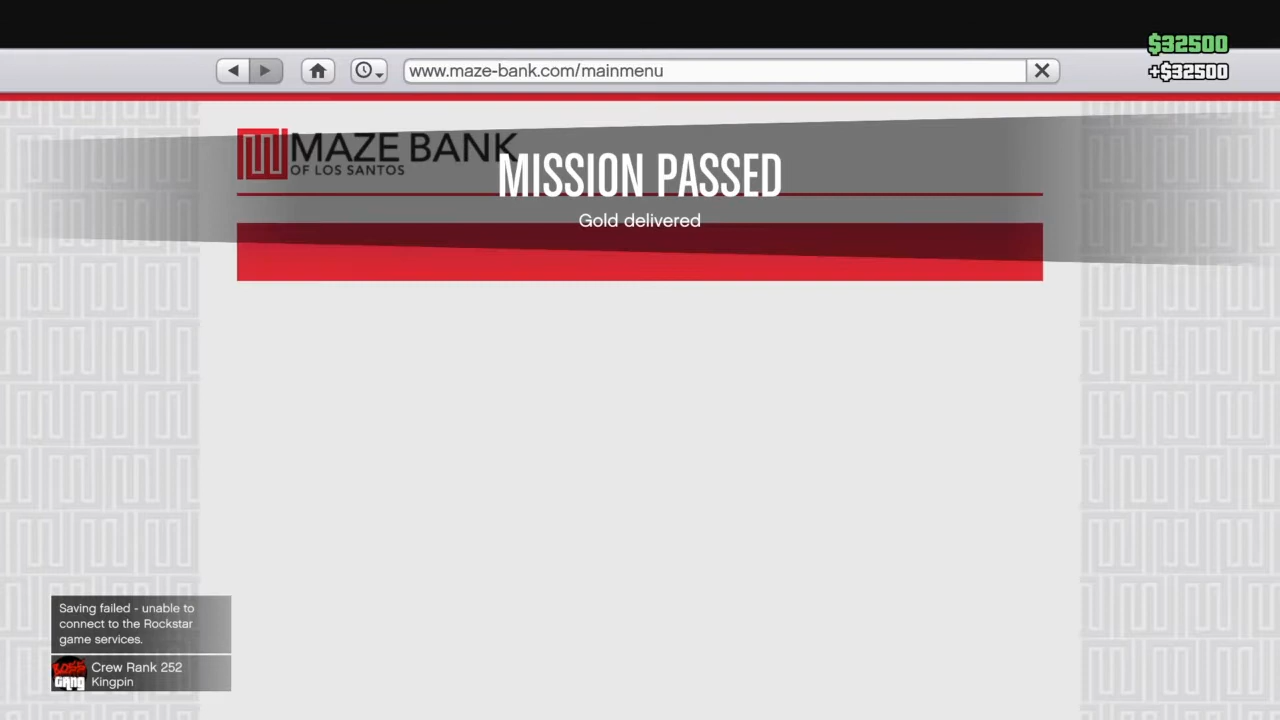 $32500
www.maze-bank.com/mainmenu
+$32500
MAZE BANK
OF LOS SANTOS
MISSION PASSED
Gold delivered
Saving failed - unable to
connect to the Rockstar
game services.
Crew Rank 252
Kingpin
GANG